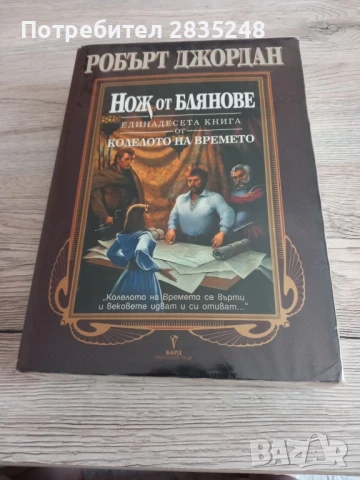 Потребител 2835248
РОБЪРТ ДЖОРДАН
НОЖ ОТ БЛЯНОВЕ
ЕДИНАДЕСЕТА КНИГА
ОТ
КОЛЕЛОТО НА ВРЕМЕТО
„Колелото на Времето се върти
и вековете идват и си отиват..."
БАРД
BAZAR